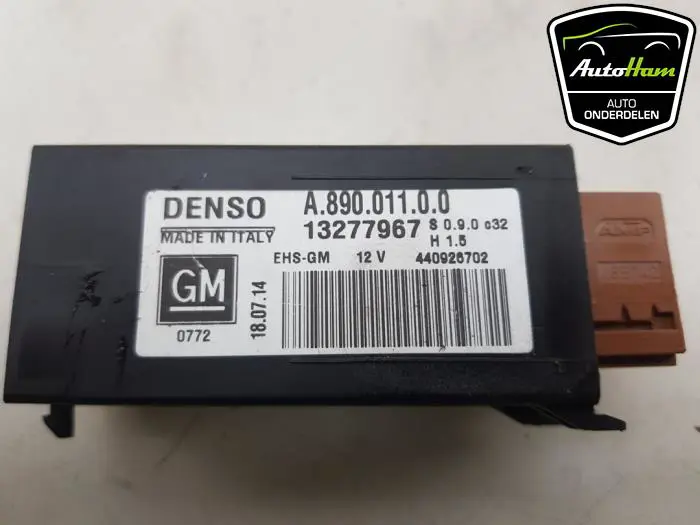 AutoHam
AUTO
ONDERDELEN
DENSO
MADE IN ITALY
A.890.011.0.0
13277967
S 0.9.0 c32
H 1.5
EHS-GM 12 V 440926702
GM
0772
18.07.14
AMP